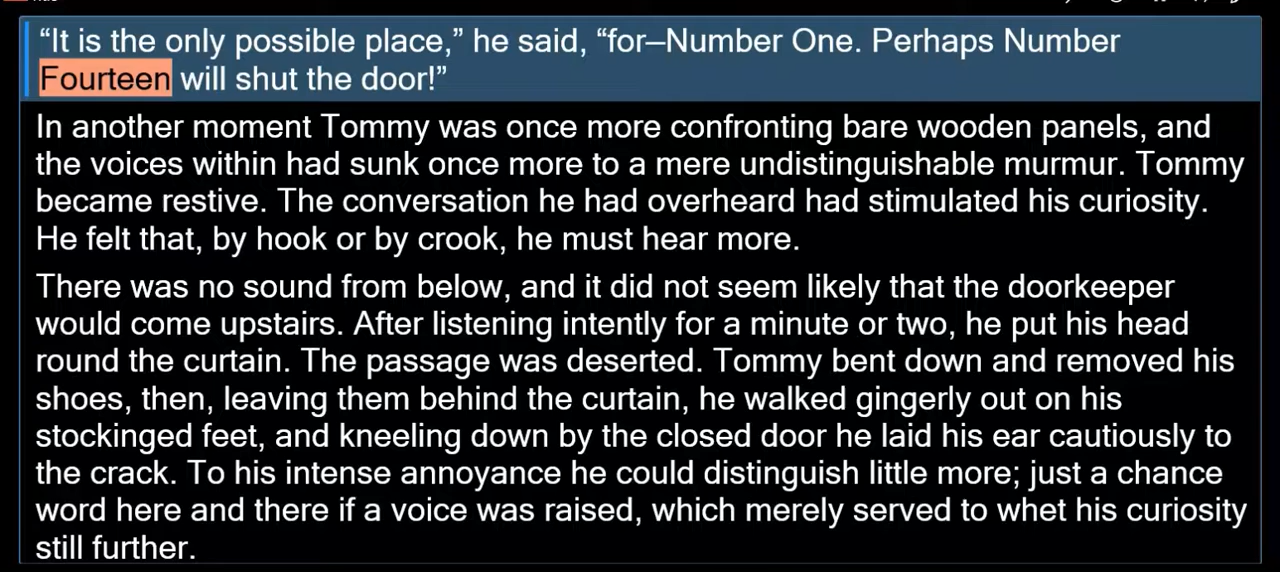 “It is the only possible place,” he said, “for—Number One. Perhaps Number
Fourteen will shut the door!”
In another moment Tommy was once more confronting bare wooden panels, and
the voices within had sunk once more to a mere undistinguishable murmur. Tommy
became restive. The conversation he had overheard had stimulated his curiosity.
He felt that, by hook or by crook, he must hear more.
There was no sound from below, and it did not seem likely that the doorkeeper
would come upstairs. After listening intently for a minute or two, he put his head
round the curtain. The passage was deserted. Tommy bent down and removed his
shoes, then, leaving them behind the curtain, he walked gingerly out on his
stockinged feet, and kneeling down by the closed door he laid his ear cautiously to
the crack. To his intense annoyance he could distinguish little more; just a chance
word here and there if a voice was raised, which merely served to whet his curiosity
still further.